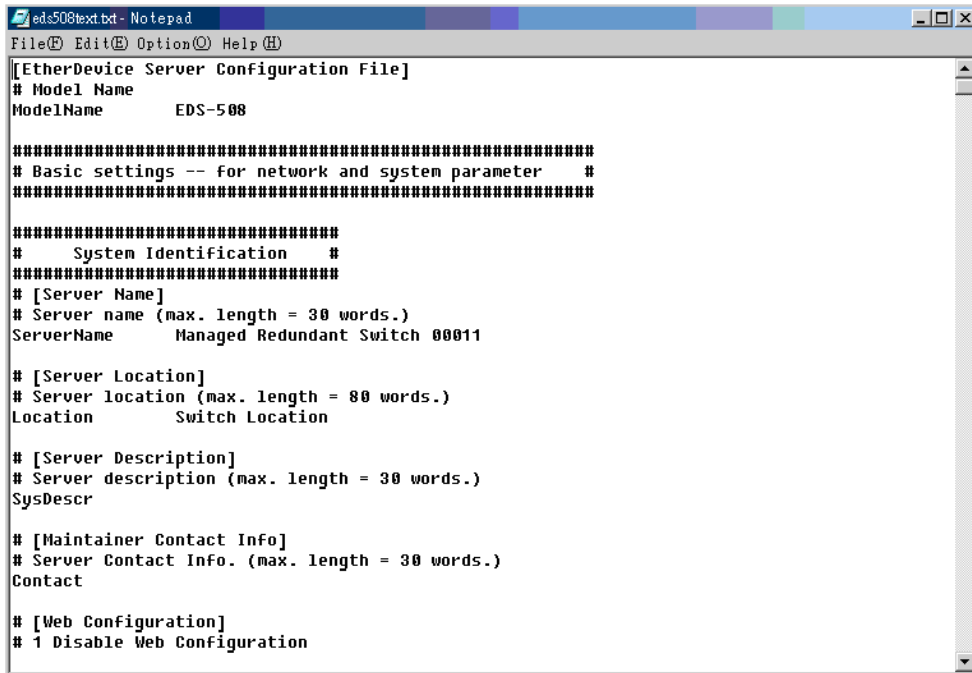 eds508text.txt - Notepad
File(F) Edit(E) Option(O) Help(H)
[EtherDevice Server Configuration File]
# Model Name
ModelName       EDS-508
#########################################################
# Basic settings -- for network and system parameter    #
#########################################################
################################
#     System Identification    #
################################
# [Server Name]
# Server name (max. length = 30 words.)
ServerName      Managed Redundant Switch 00011
# [Server Location]
# Server location (max. length = 80 words.)
Location        Switch Location
# [Server Description]
# Server description (max. length = 30 words.)
SysDescr
# [Maintainer Contact Info]
# Server Contact Info. (max. length = 30 words.)
Contact
# [Web Configuration]
# 1 Disable Web Configuration